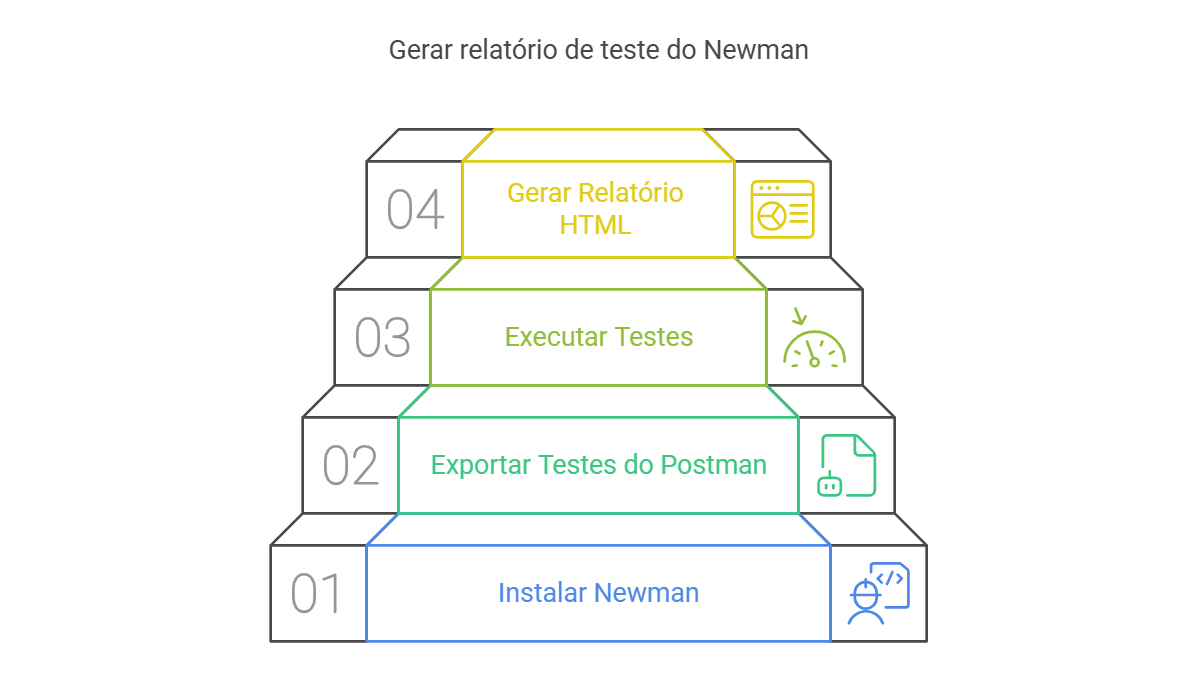 Gerar relatório de teste do Newman
04
Gerar Relatório
HTML
03
Executar Testes
02
Exportar Testes do Postman
01
Instalar Newman